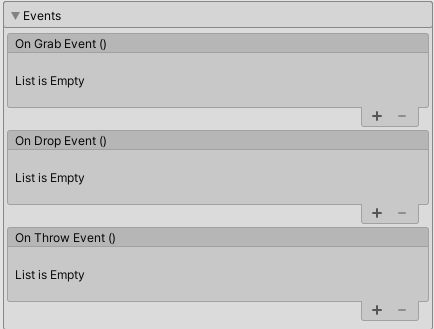 Events
On Grab Event ()
List is Empty
+ −
On Drop Event ()
List is Empty
+ −
On Throw Event ()
List is Empty
+ −